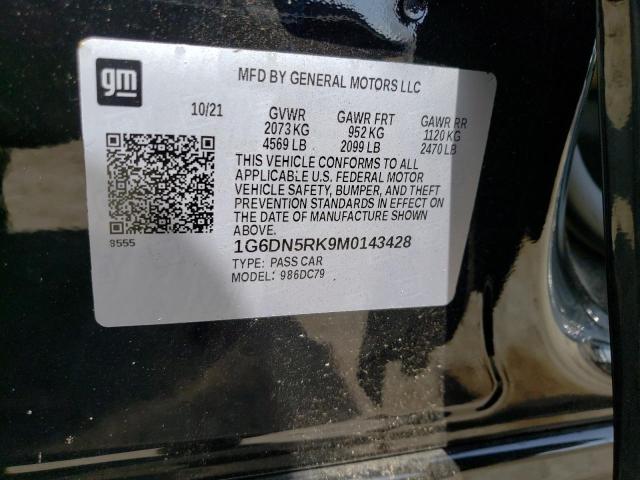 gm
MFD BY GENERAL MOTORS LLC
10/21 GVWR GAWR FRT GAWR RR
2073 KG 952 KG 1120 KG
4569 LB 2099 LB 2470 LB
THIS VEHICLE CONFORMS TO ALL
APPLICABLE U.S. FEDERAL MOTOR
VEHICLE SAFETY, BUMPER, AND THEFT
PREVENTION STANDARDS IN EFFECT ON
THE DATE OF MANUFACTURE SHOWN
ABOVE.
8555
1G6DN5RK9M0143428
TYPE: PASS CAR
MODEL: 986DC79